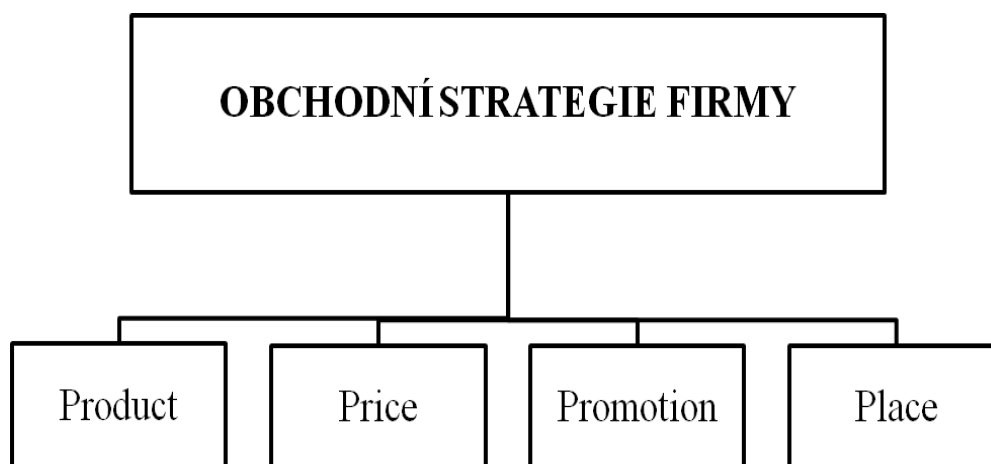 OBCHODNÍ STRATEGIE FIRMY
Product
Price
Promotion
Place